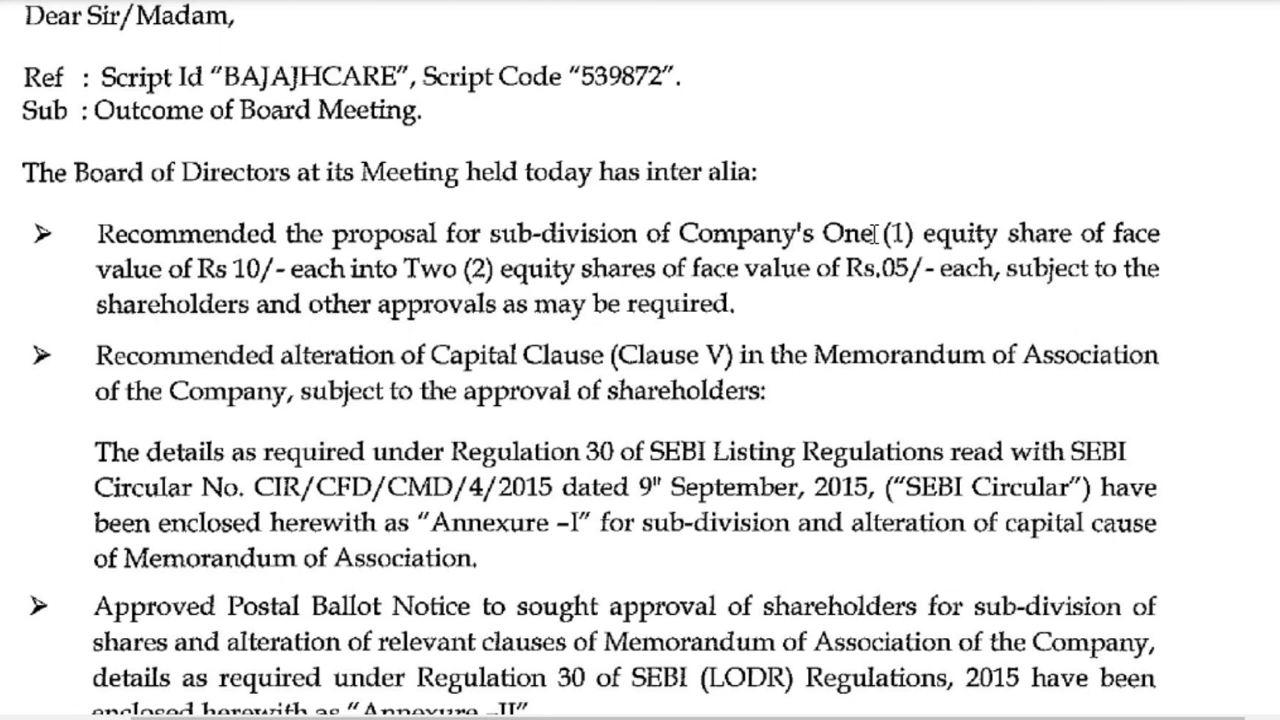 Dear Sir/Madam,
Ref : Script Id “BAJAJHCARE”, Script Code “539872”.
Sub : Outcome of Board Meeting.
The Board of Directors at its Meeting held today has inter alia:
➢ Recommended the proposal for sub-division of Company's One (1) equity share of face
value of Rs 10/- each into Two (2) equity shares of face value of Rs.05/- each, subject to the
shareholders and other approvals as may be required.
➢ Recommended alteration of Capital Clause (Clause V) in the Memorandum of Association
of the Company, subject to the approval of shareholders:
The details as required under Regulation 30 of SEBI Listing Regulations read with SEBI
Circular No. CIR/CFD/CMD/4/2015 dated 9" September, 2015, (“SEBI Circular”) have
been enclosed herewith as “Annexure –I” for sub-division and alteration of capital cause
of Memorandum of Association.
➢ Approved Postal Ballot Notice to sought approval of shareholders for sub-division of
shares and alteration of relevant clauses of Memorandum of Association of the Company,
details as required under Regulation 30 of SEBI (LODR) Regulations, 2015 have been
enclosed herewith as “Annexure –II”